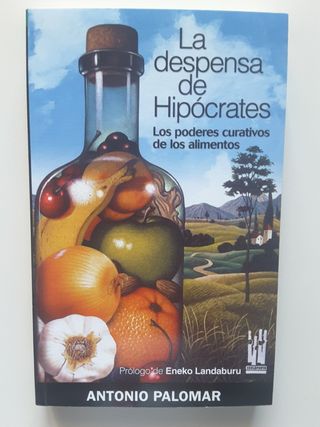 La
despensa
de
Hipócrates
Los poderes curativos
de los alimentos
Prólogo de Eneko Landaburu
ANTONIO PALOMAR